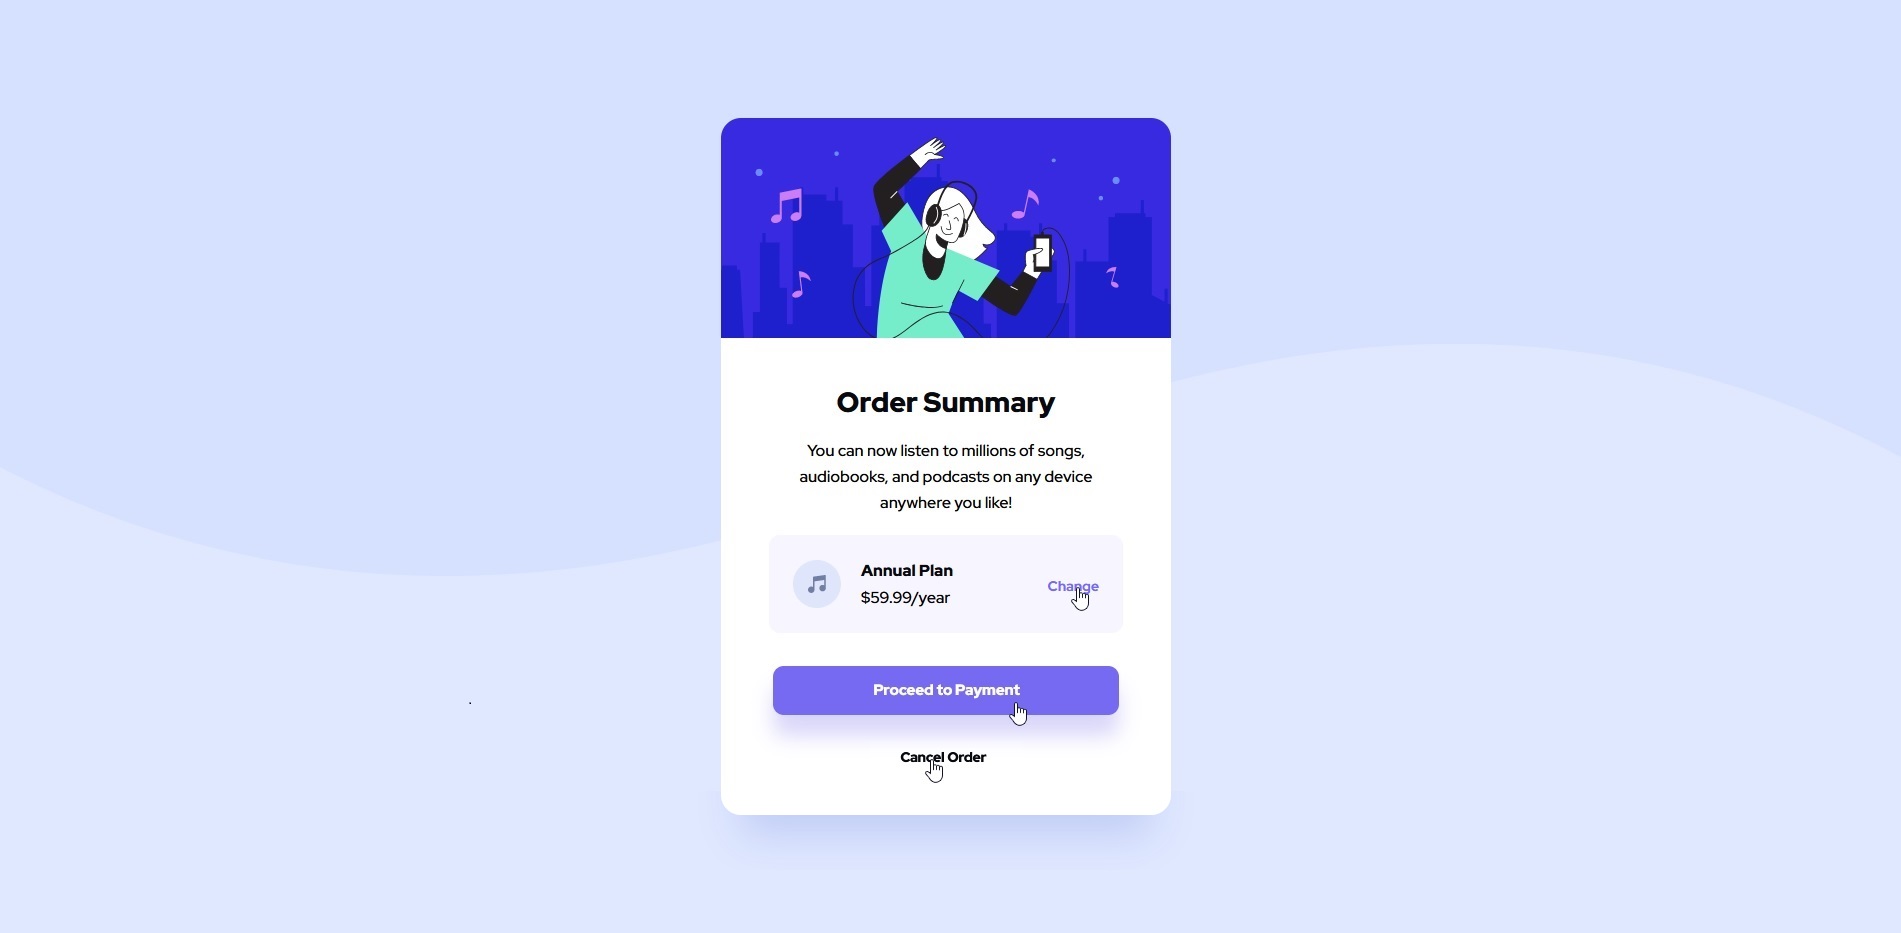 Order Summary
You can now listen to millions of songs,
audiobooks, and podcasts on any device
anywhere you like!
Annual Plan
$59.99/year
Change
Proceed to Payment
Cancel Order